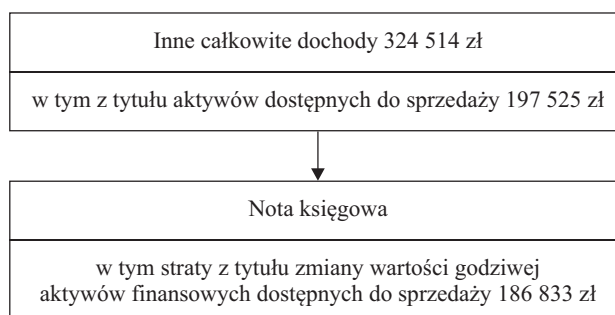 Inne całkowite dochody 324 514 zł
w tym z tytułu aktywów dostępnych do sprzedaży 197 525 zł
Nota księgowa
w tym straty z tytułu zmiany wartości godziwej
aktywów finansowych dostępnych do sprzedaży 186 833 zł